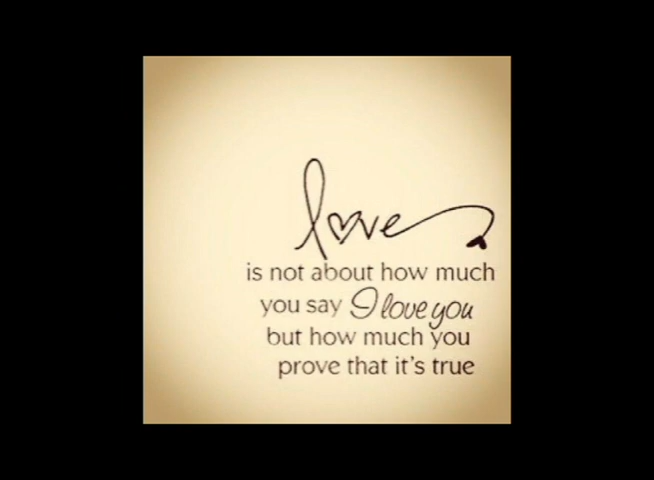 love
is not about how much
you say I love you
but how much you
prove that it's true